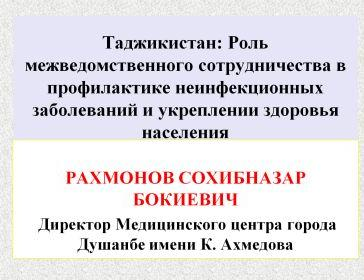 Таджикистан: Роль
межведомственного сотрудничества в
профилактике неинфекционных
заболеваний и укреплении здоровья
населения
РАХМОНОВ СОХИБНАЗАР
БОКИЕВИЧ
Директор Медицинского центра города
Душанбе имени К. Ахмедова